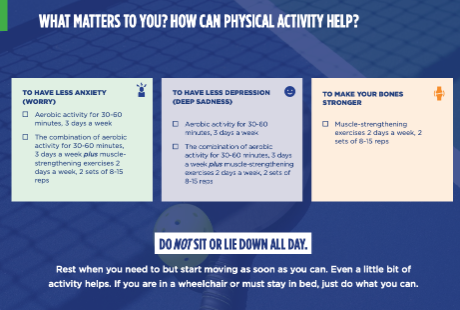 WHAT MATTERS TO YOU? HOW CAN PHYSICAL ACTIVITY HELP?
TO HAVE LESS ANXIETY
(WORRY)
Aerobic activity for 30-60
minutes, 3 days a week
The combination of aerobic
activity for 30-60 minutes,
3 days a week plus muscle-
strengthening exercises 2
days a week, 2 sets of 8-15
reps
TO HAVE LESS DEPRESSION
(DEEP SADNESS)
Aerobic activity for 30-60
minutes, 3 days a week
The combination of aerobic
activity for 30-60 minutes, 3 days
a week plus muscle-strengthening
exercises 2 days a week, 2 sets of
8-15 reps
TO MAKE YOUR BONES
STRONGER
Muscle-strengthening
exercises 2 days a week, 2
sets of 8-15 reps
DO NOT SIT OR LIE DOWN ALL DAY.
Rest when you need to but start moving as soon as you can. Even a little bit of
activity helps. If you are in a wheelchair or must stay in bed, just do what you can.